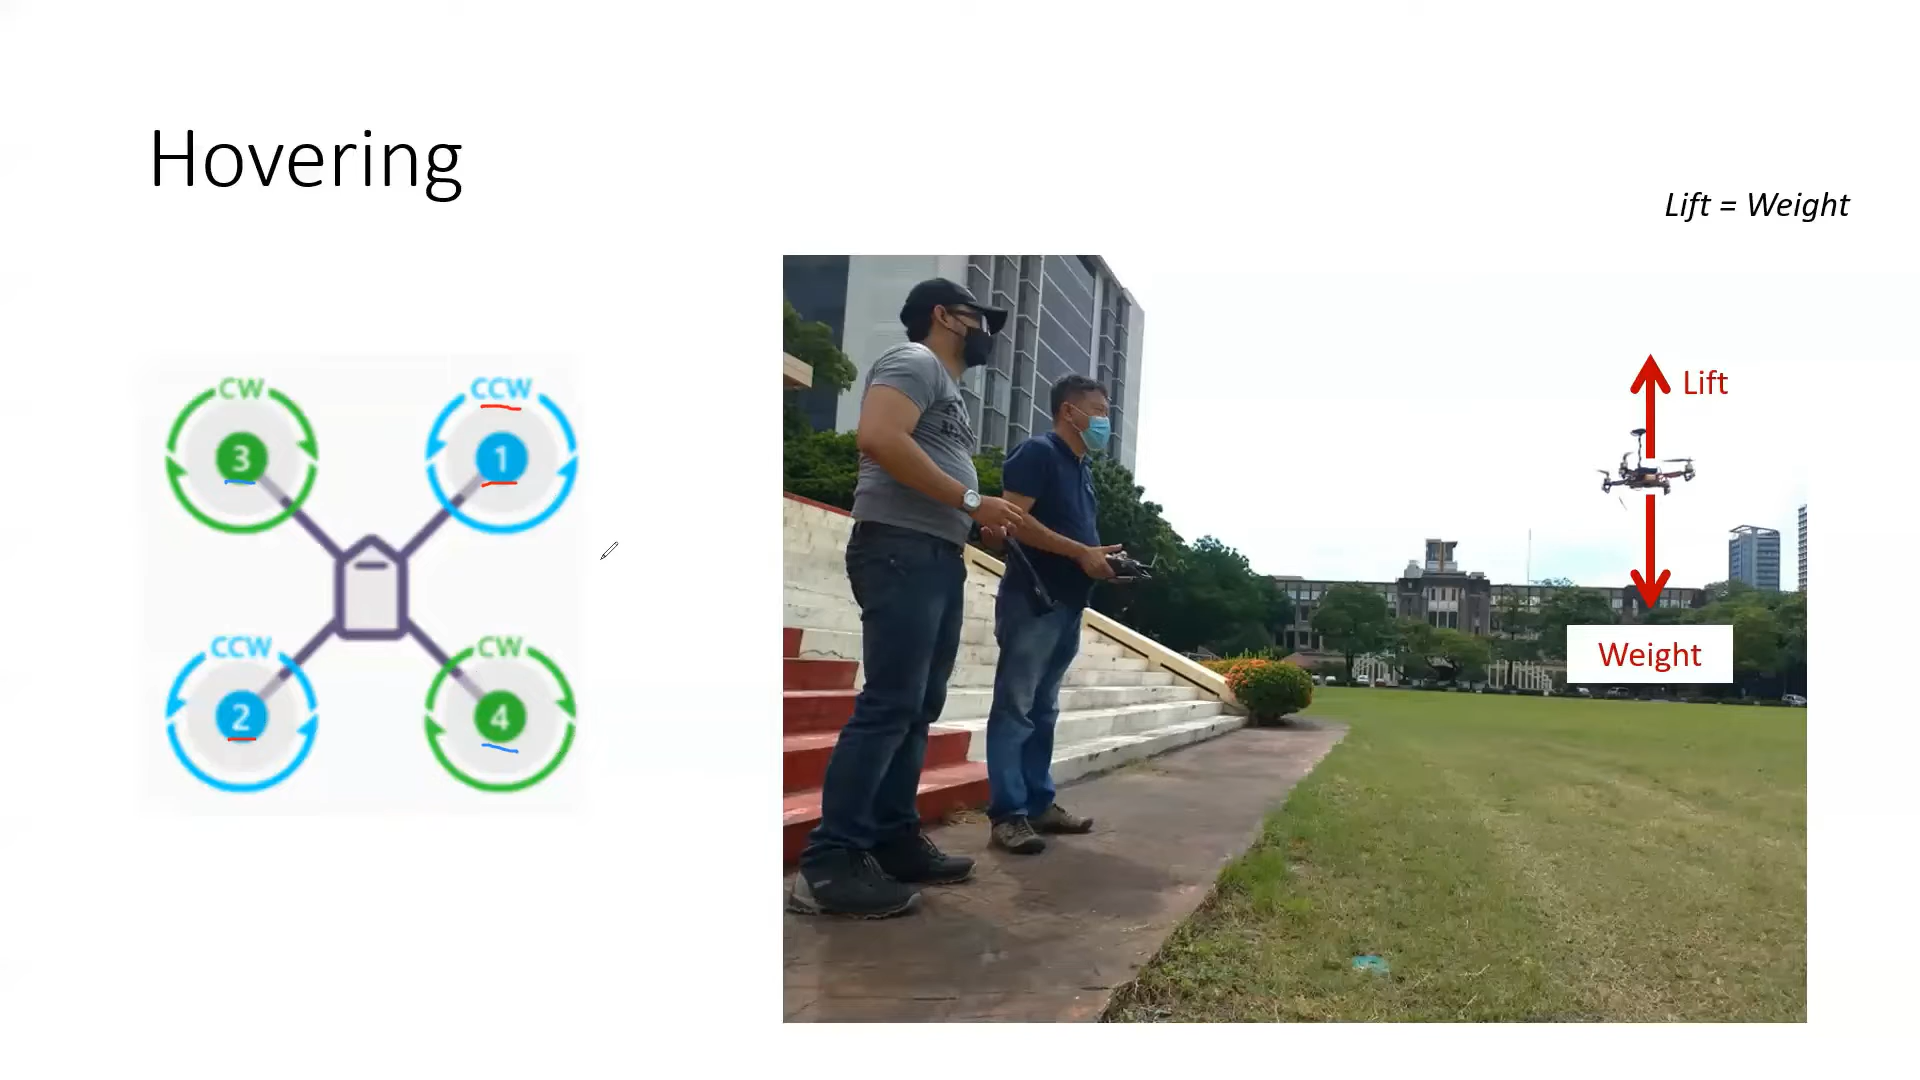 Hovering
Lift = Weight
CW
CCW
3
1
CCW
CW
2
4
Lift
Weight